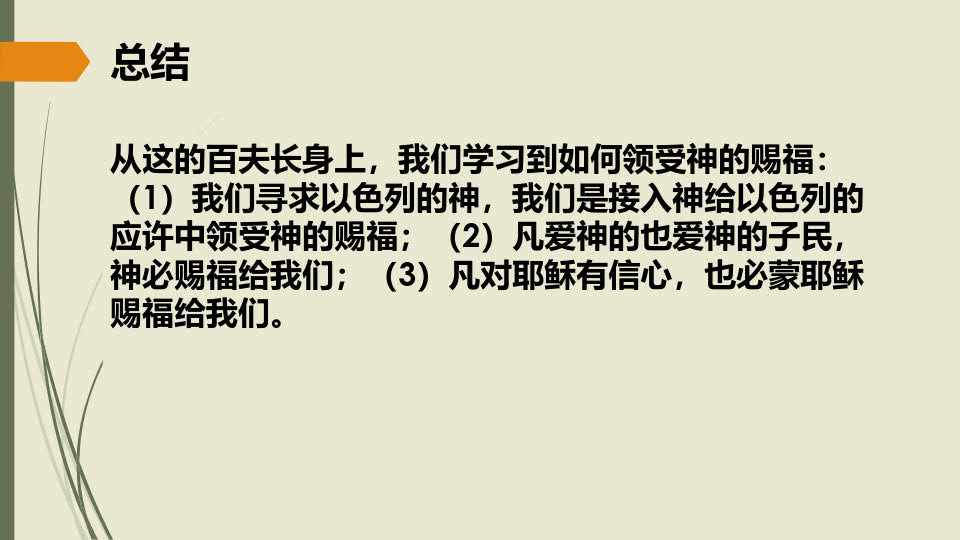 总结
从这的百夫长身上，我们学习到如何领受神的赐福：
（1）我们寻求以色列的神，我们是接入神给以色列的
应许中领受神的赐福；（2）凡爱神的也爱神的子民，
神必赐福给我们；（3）凡对耶稣有信心，也必蒙耶稣
赐福给我们。